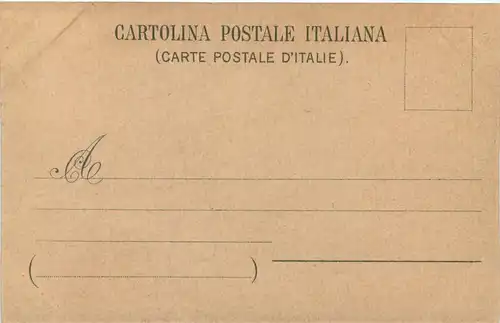 CARTOLINA POSTALE ITALIANA
(CARTE POSTALE D'ITALIE).
A